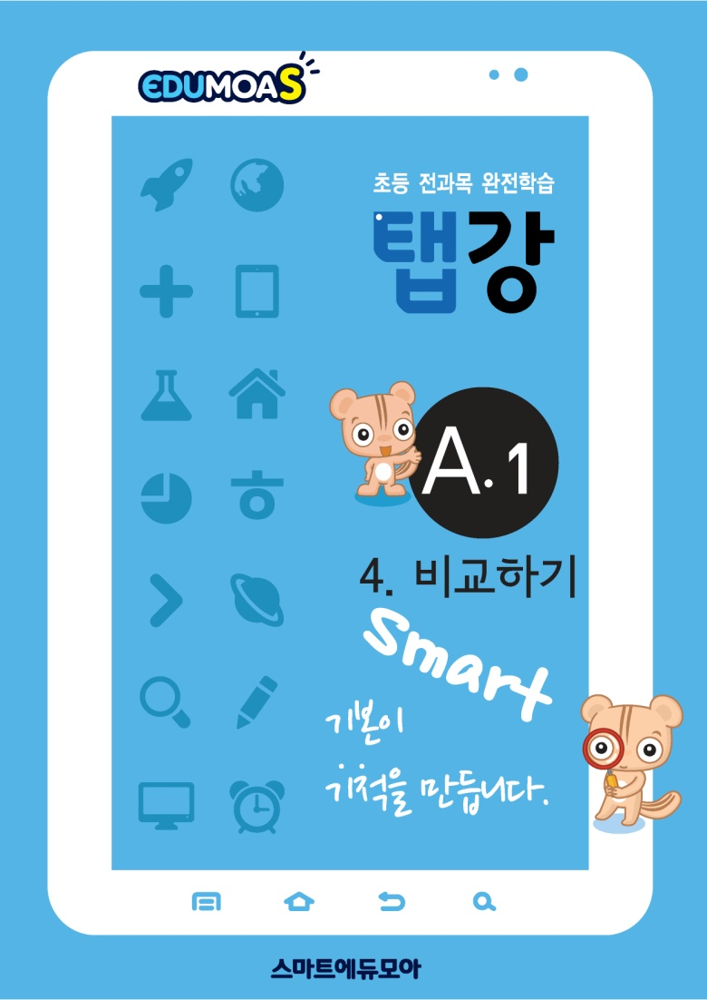 EDUMOAS
초등 전과목 완전학습
탭강
A.1
4. 비교하기
smart
기본이
기적을 만듭니다.
ㅎ
스마트에듀모아